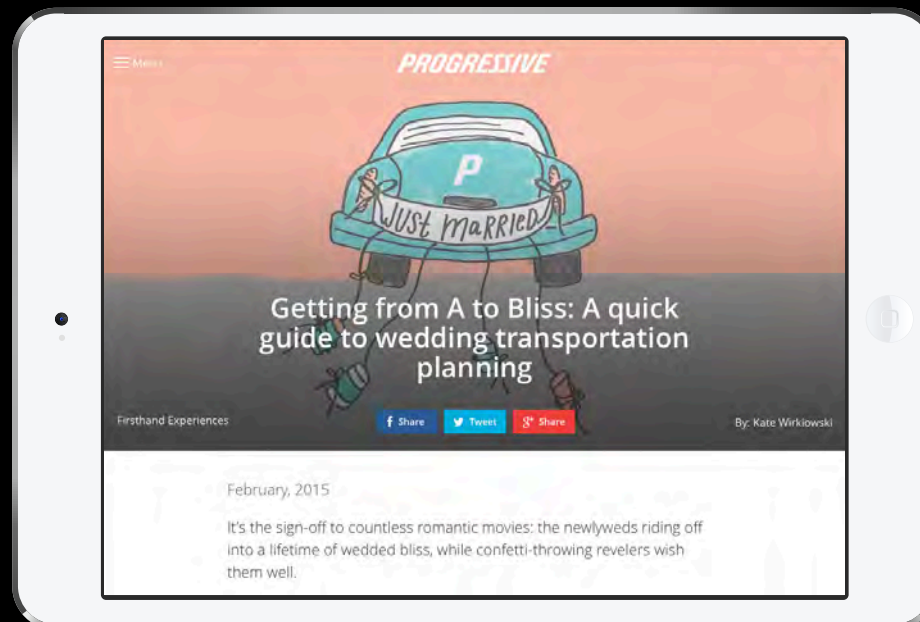 Menu
PROGRESSIVE
P
JUST MARRIED
Getting from A to Bliss: A quick
guide to wedding transportation
planning
Firsthand Experiences
f Share
Tweet
g+ Share
By: Kate Wirkiowski
February, 2015
It's the sign-off to countless romantic movies: the newlyweds riding off
into a lifetime of wedded bliss, while confetti-throwing revelers wish
them well.